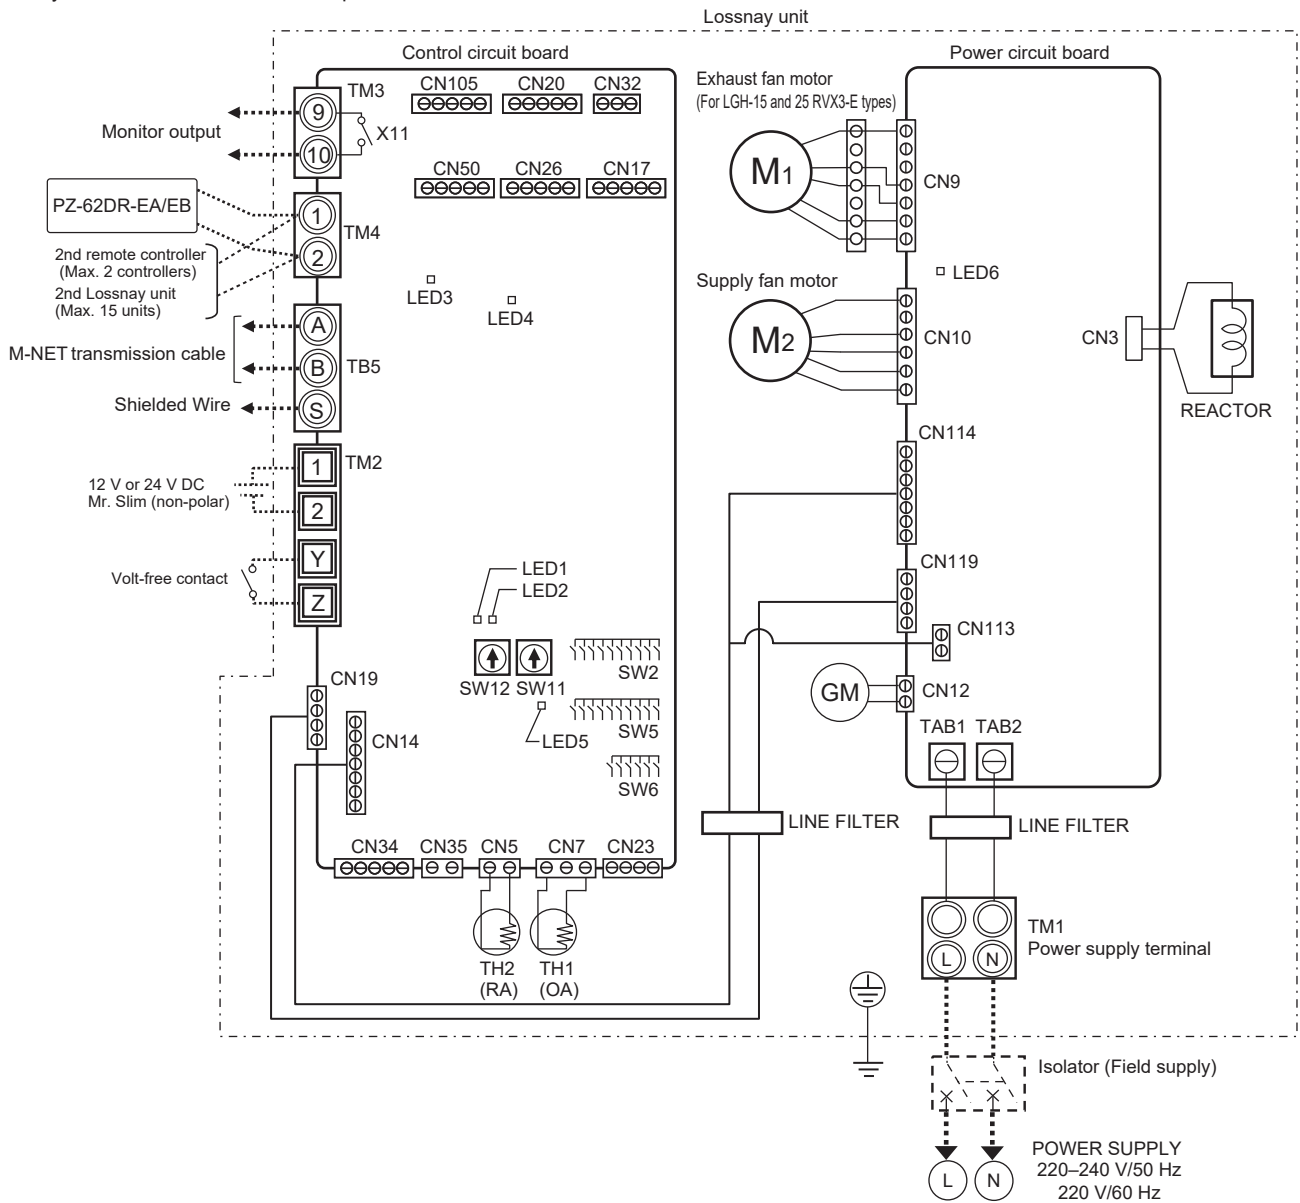 Lossnay unit
Control circuit board
Power circuit board
TM3
CN105
CN20
CN32
Exhaust fan motor
(For LGH-15 and 25 RVX3-E types)
9
Monitor output
X11
10
CN50
CN26
CN17
M1
CN9
PZ-62DR-EA/EB
1
TM4
2
2nd remote controller
(Max. 2 controllers)
2nd Lossnay unit
(Max. 15 units)
LED3
LED4
LED6
Supply fan motor
M2
CN10
CN3
REACTOR
A
M-NET transmission cable
B
TB5
Shielded Wire
S
CN114
1
TM2
12 V or 24 V DC
Mr. Slim (non-polar)
2
Y
Volt-free contact
Z
LED1
LED2
CN119
CN113
SW12
SW11
SW2
CN19
GM
CN12
CN14
LED5
SW5
TAB1
TAB2
SW6
LINE FILTER
LINE FILTER
CN34
CN35
CN5
CN7
CN23
TH2
(RA)
TH1
(OA)
TM1
Power supply terminal
L
N
Isolator (Field supply)
POWER SUPPLY
220–240 V/50 Hz
220 V/60 Hz
L
N